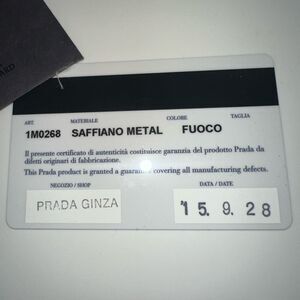 ARD
ART. MATERIALE COLORE TAGLIA
1M0268 SAFFIANO METAL FUOCO
Il presente certificato di autenticità costituisce garanzia del prodotto Prada da
difetti originari di fabbricazione.
This Prada product is granted a guarantee covering all manufacturing defects.
NEGOZIO / SHOP DATA / DATE
PRADA GINZA '15.9.28